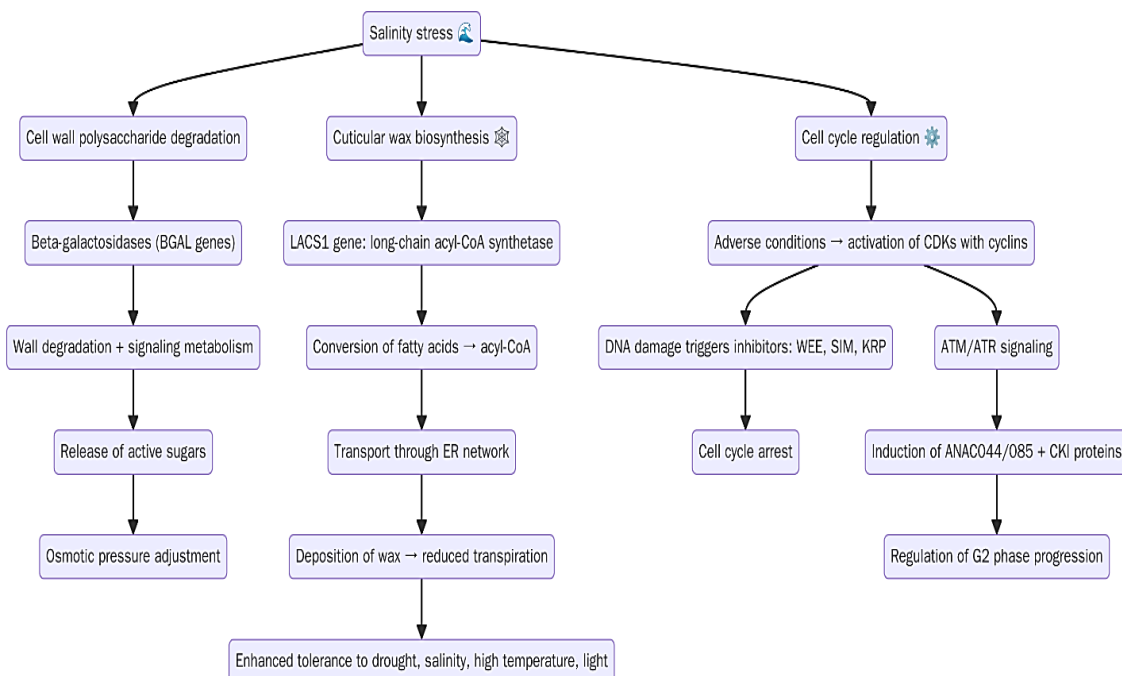 Salinity stress 🌊
Cell wall polysaccharide degradation
Cuticular wax biosynthesis 🕸️
Cell cycle regulation ⚙️
Beta-galactosidases (BGAL genes)
LACS1 gene: long-chain acyl-CoA synthetase
Adverse conditions → activation of CDKs with cyclins
Wall degradation + signaling metabolism
Conversion of fatty acids → acyl-CoA
DNA damage triggers inhibitors: WEE, SIM, KRP
ATM/ATR signaling
Release of active sugars
Transport through ER network
Cell cycle arrest
Induction of ANAC044/085 + CKI proteins
Osmotic pressure adjustment
Deposition of wax → reduced transpiration
Regulation of G2 phase progression
Enhanced tolerance to drought, salinity, high temperature, light